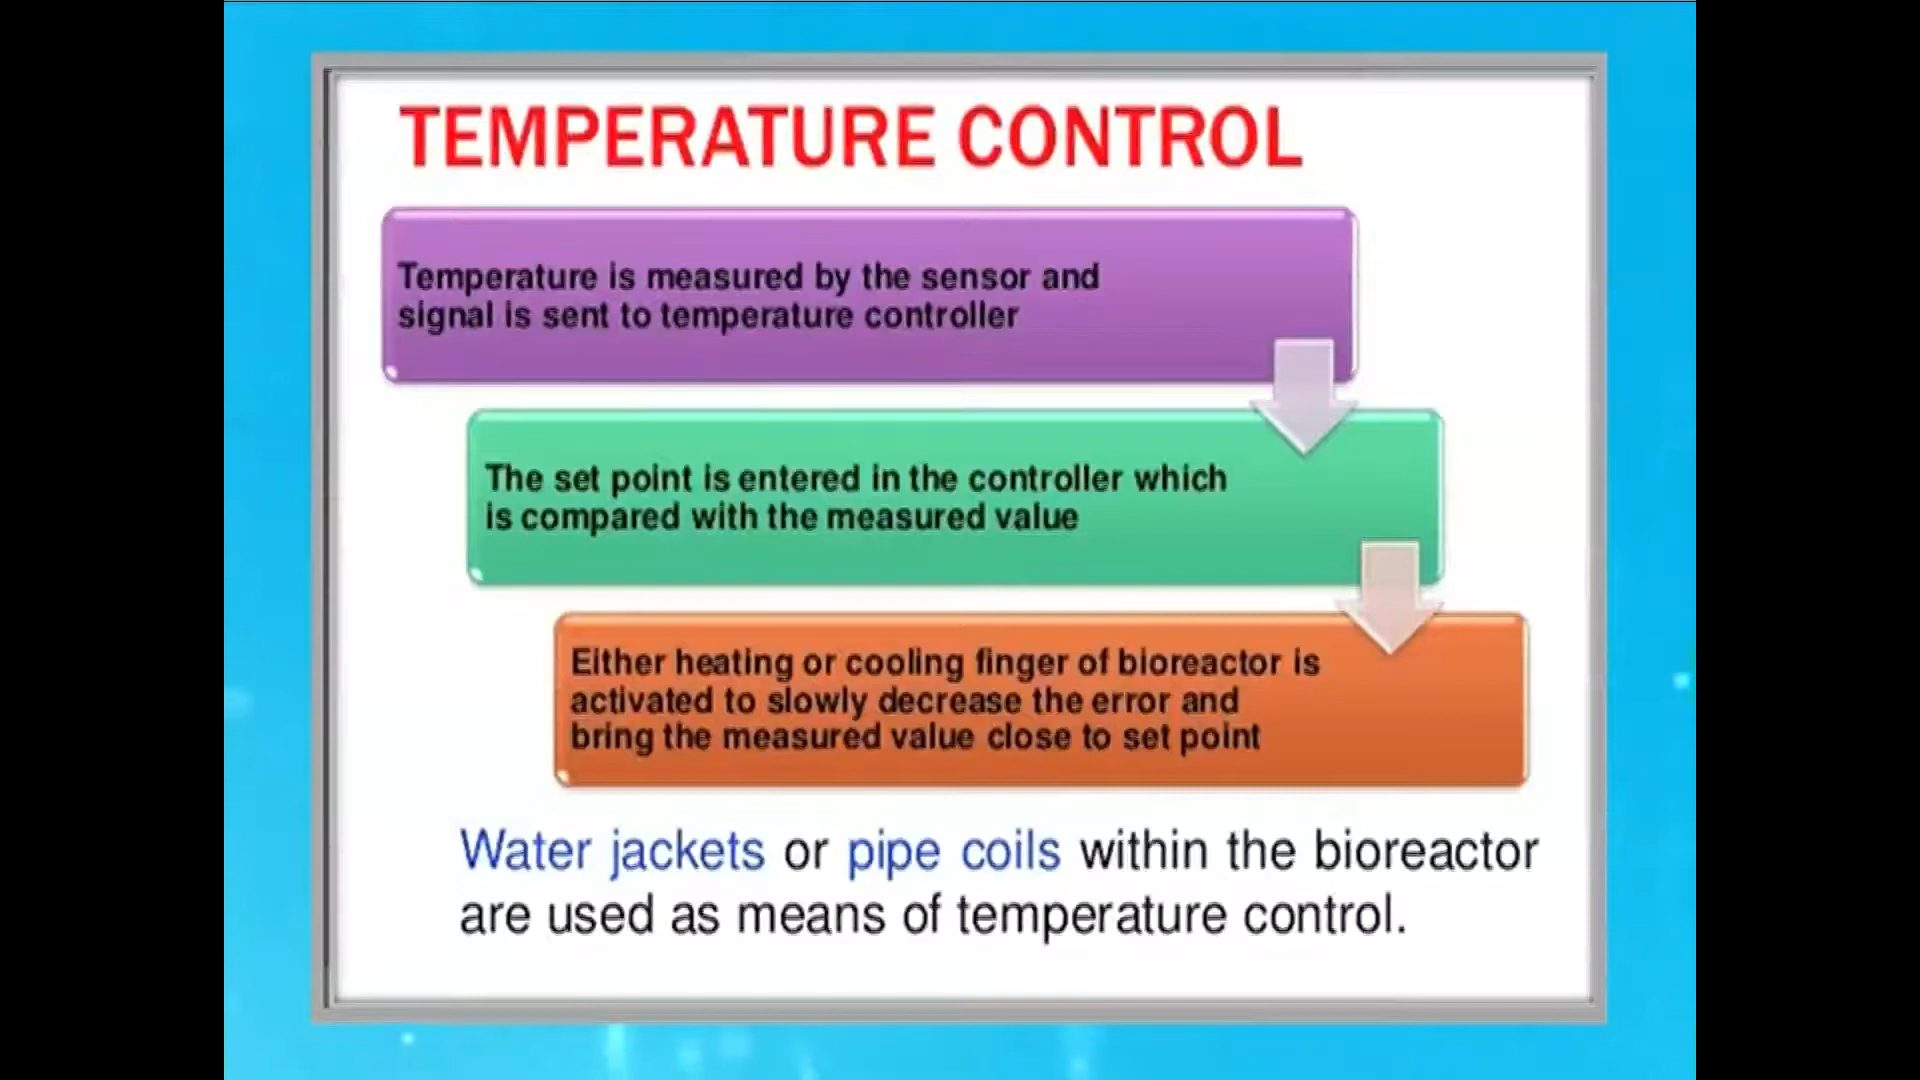 TEMPERATURE CONTROL
Temperature is measured by the sensor and
signal is sent to temperature controller
The set point is entered in the controller which
is compared with the measured value
Either heating or cooling finger of bioreactor is
activated to slowly decrease the error and
bring the measured value close to set point
Water jackets or pipe coils within the bioreactor
are used as means of temperature control.